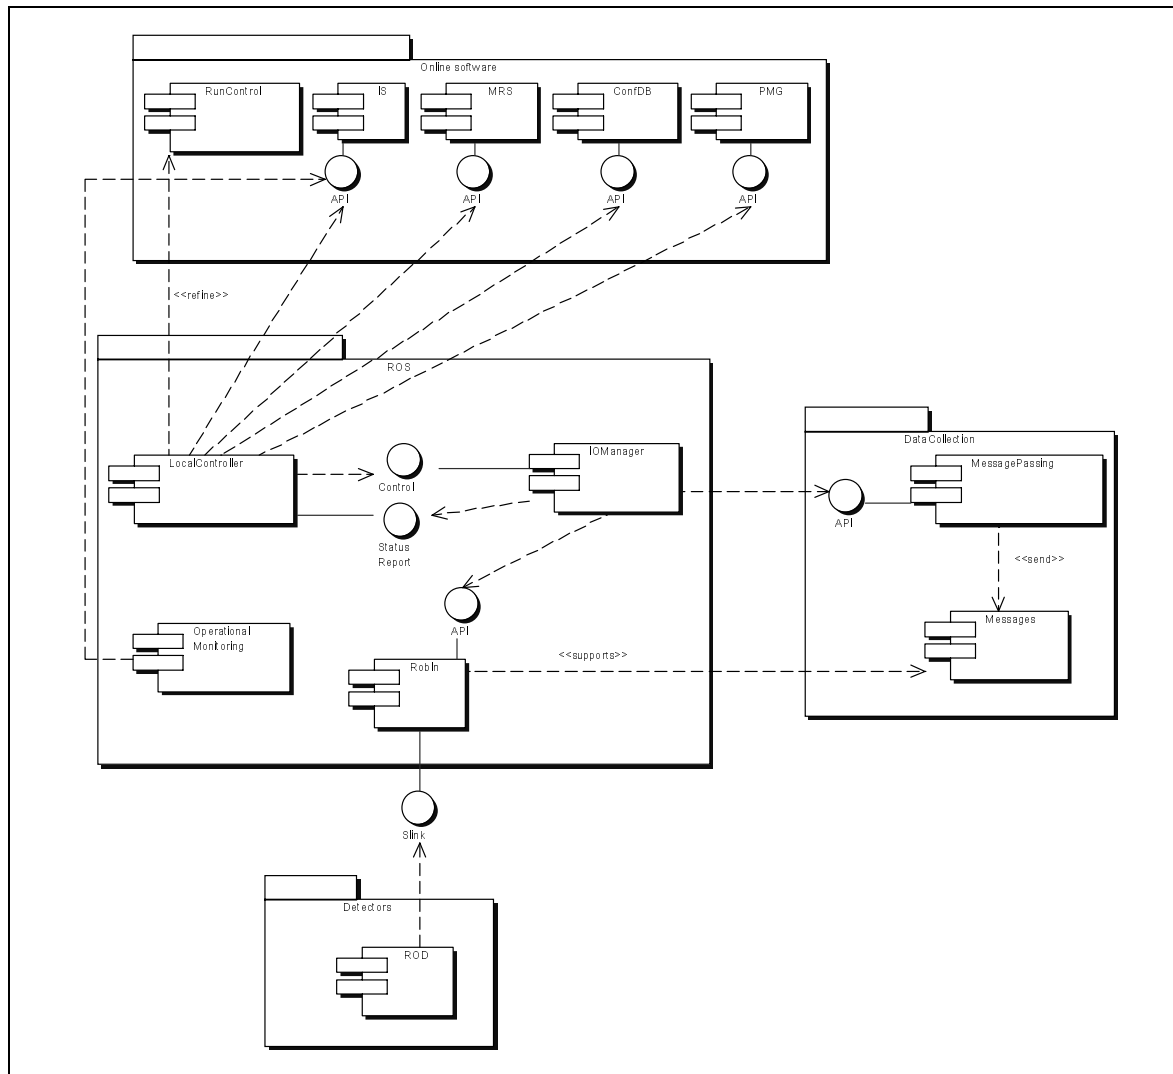 Online software
RunControl
IS
MRS
ConfDB
PMG
API
API
API
API
<<refine>>
ROS
LocalController
Control
IOManager
Status
Report
API
Operational
Monitoring
RobIn
<<supports>>
DataCollection
MessagePassing
API
<<send>>
Messages
Slink
Detectors
ROD